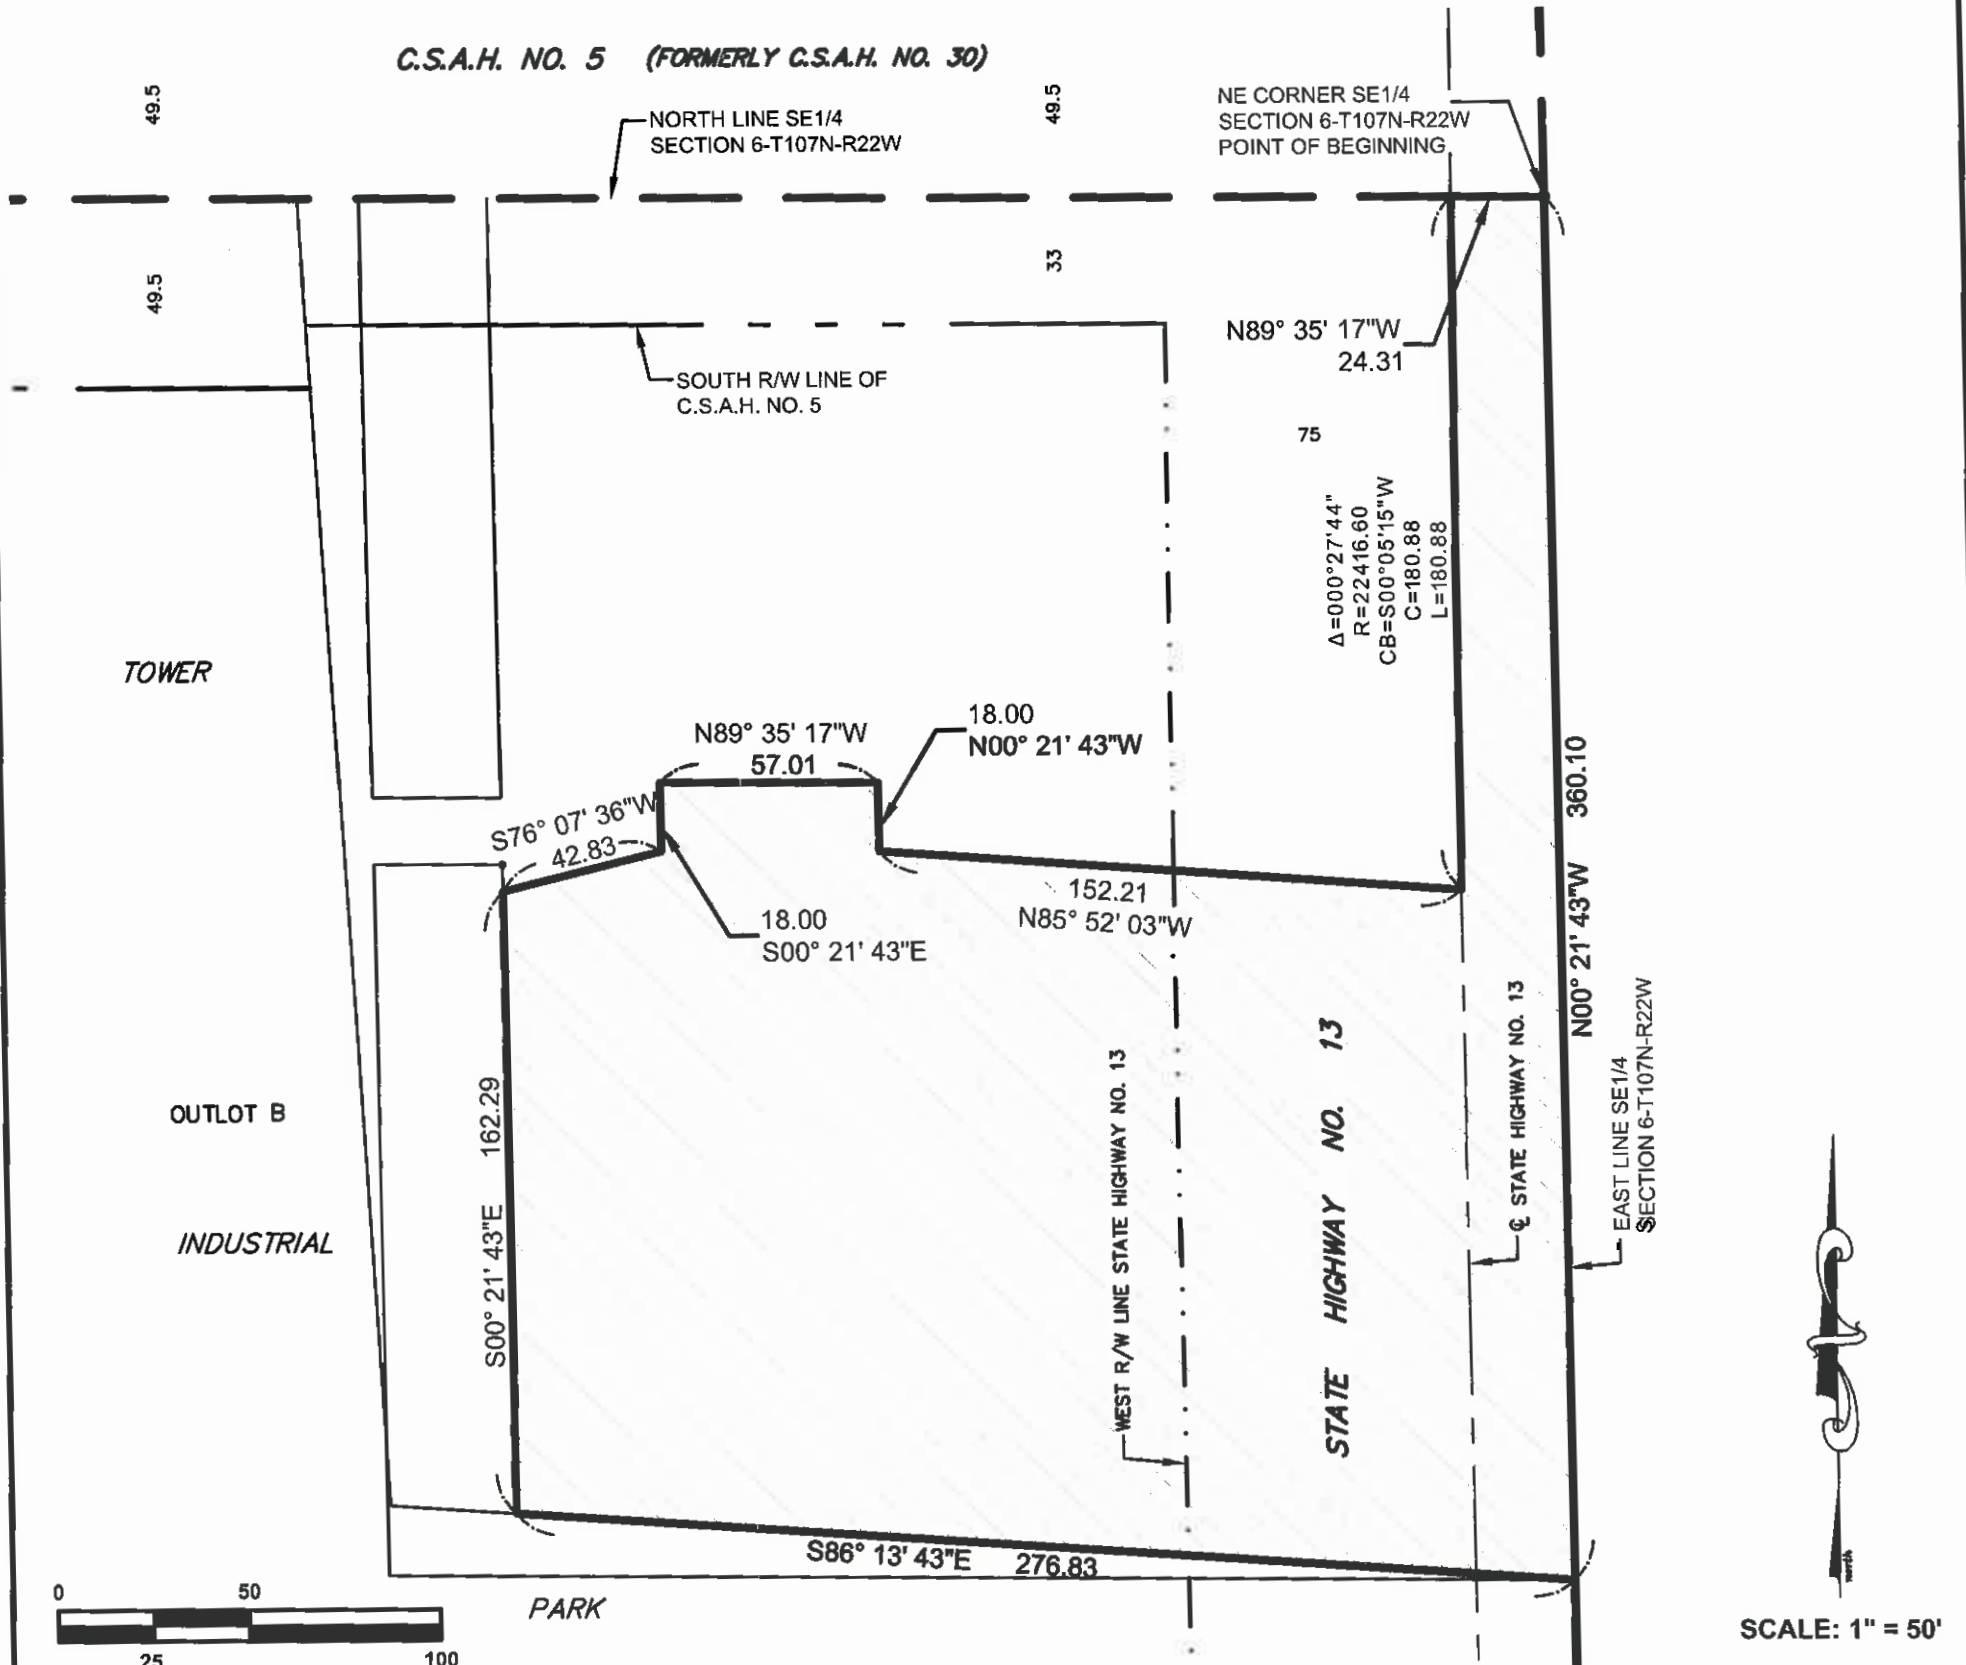 C.S.A.H. NO. 5 (FORMERLY C.S.A.H. NO. 30)
49.5
49.5
NORTH LINE SE1/4
SECTION 6-T107N-R22W
NE CORNER SE1/4
SECTION 6-T107N-R22W
POINT OF BEGINNING
49.5
33
N89° 35' 17"W
24.31
SOUTH R/W LINE OF
C.S.A.H. NO. 5
75
Δ=000°27'44"
R=22416.60
CB=S00°05'15"W
C=180.88
L=180.88
TOWER
N89° 35' 17"W
57.01
18.00
N00° 21' 43"W
S76° 07' 36"W
42.83
18.00
S00° 21' 43"E
152.21
N85° 52' 03"W
N00° 21' 43"W 360.10
OUTLOT B
INDUSTRIAL
S00° 21' 43"E 162.29
WEST R/W LINE STATE HIGHWAY NO. 13
STATE HIGHWAY NO. 13
℄ STATE HIGHWAY NO. 13
EAST LINE SE1/4
SECTION 6-T107N-R22W
S86° 13' 43"E 276.83
PARK
0 50
25 100
north
SCALE: 1" = 50'